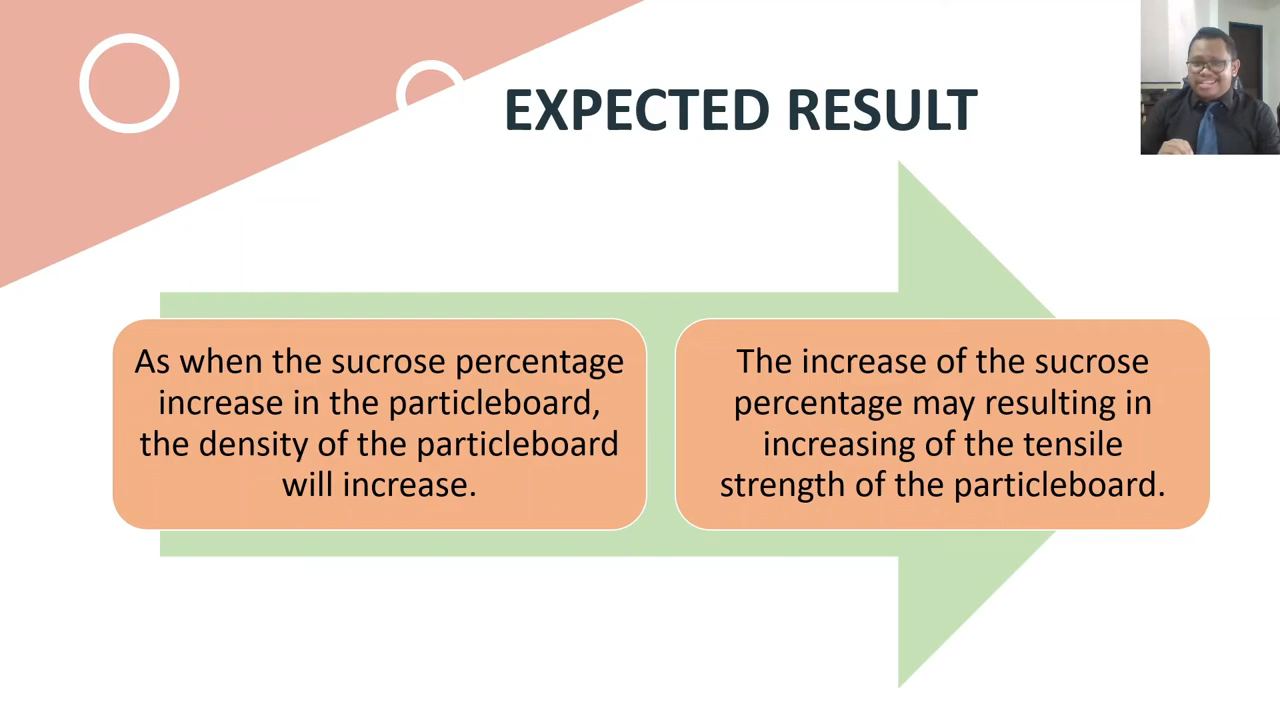 EXPECTED RESULT
As when the sucrose percentage
increase in the particleboard,
the density of the particleboard
will increase.
The increase of the sucrose
percentage may resulting in
increasing of the tensile
strength of the particleboard.